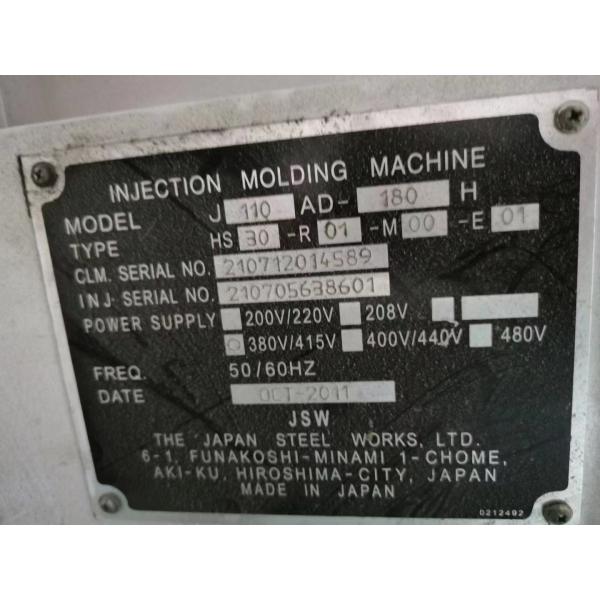 INJECTION MOLDING MACHINE
MODEL J 110 AD- 180 H
TYPE HS 30 -R 01 -M 00 -E 01
CLM. SERIAL NO. 210712014589
INJ- SERIAL NO. 210705638601
POWER SUPPLY 200V/220V 208V
380V/415V 400V/440V 480V
FREQ. 50/60HZ
DATE OCT-2011
JSW
THE JAPAN STEEL WORKS, LTD.
6-1, FUNAKOSHI-MINAMI 1-CHOME,
AKI-KU, HIROSHIMA-CITY, JAPAN
MADE IN JAPAN
0212492